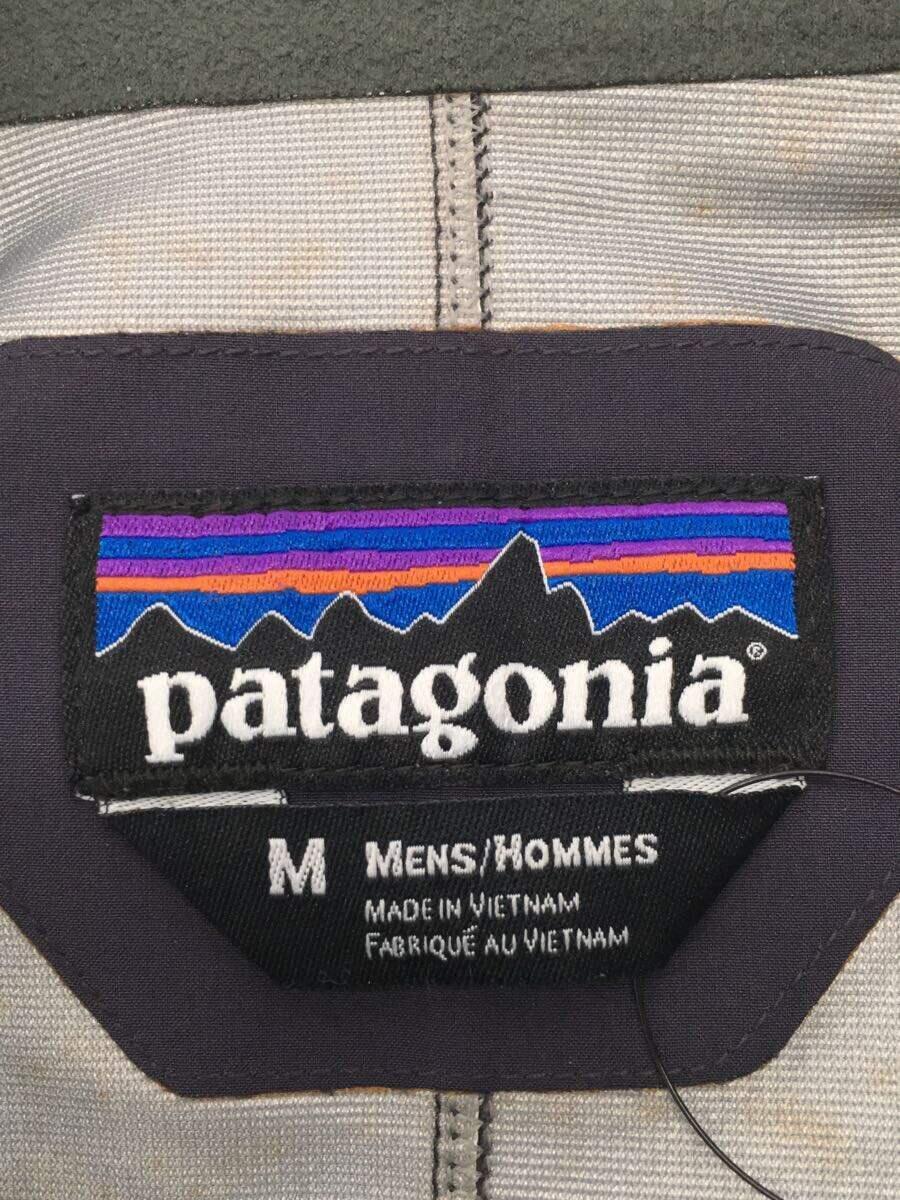 patagonia®
M MENS/HOMMES
MADE IN VIETNAM
FABRIQUÉ AU VIETNAM